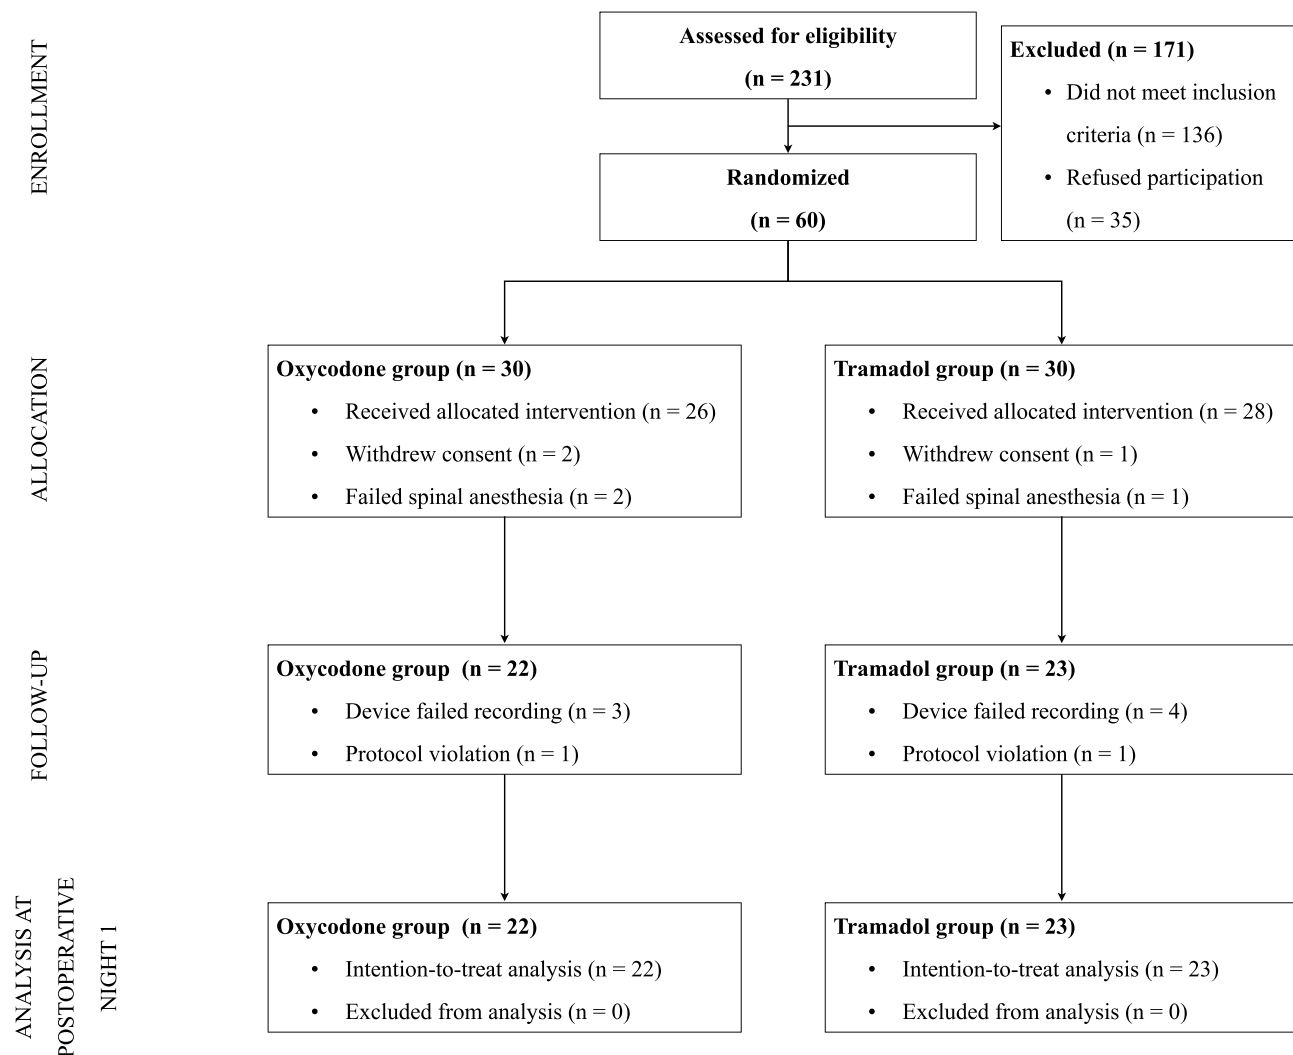 ENROLLMENT
Assessed for eligibility
(n = 231)
Excluded (n = 171)
• Did not meet inclusion
criteria (n = 136)
• Refused participation
(n = 35)
Randomized
(n = 60)
ALLOCATION
Oxycodone group (n = 30)
• Received allocated intervention (n = 26)
• Withdrew consent (n = 2)
• Failed spinal anesthesia (n = 2)
Tramadol group (n = 30)
• Received allocated intervention (n = 28)
• Withdrew consent (n = 1)
• Failed spinal anesthesia (n = 1)
FOLLOW-UP
Oxycodone group (n = 22)
• Device failed recording (n = 3)
• Protocol violation (n = 1)
Tramadol group (n = 23)
• Device failed recording (n = 4)
• Protocol violation (n = 1)
ANALYSIS AT
POSTOPERATIVE
NIGHT 1
Oxycodone group (n = 22)
• Intention-to-treat analysis (n = 22)
• Excluded from analysis (n = 0)
Tramadol group (n = 23)
• Intention-to-treat analysis (n = 23)
• Excluded from analysis (n = 0)